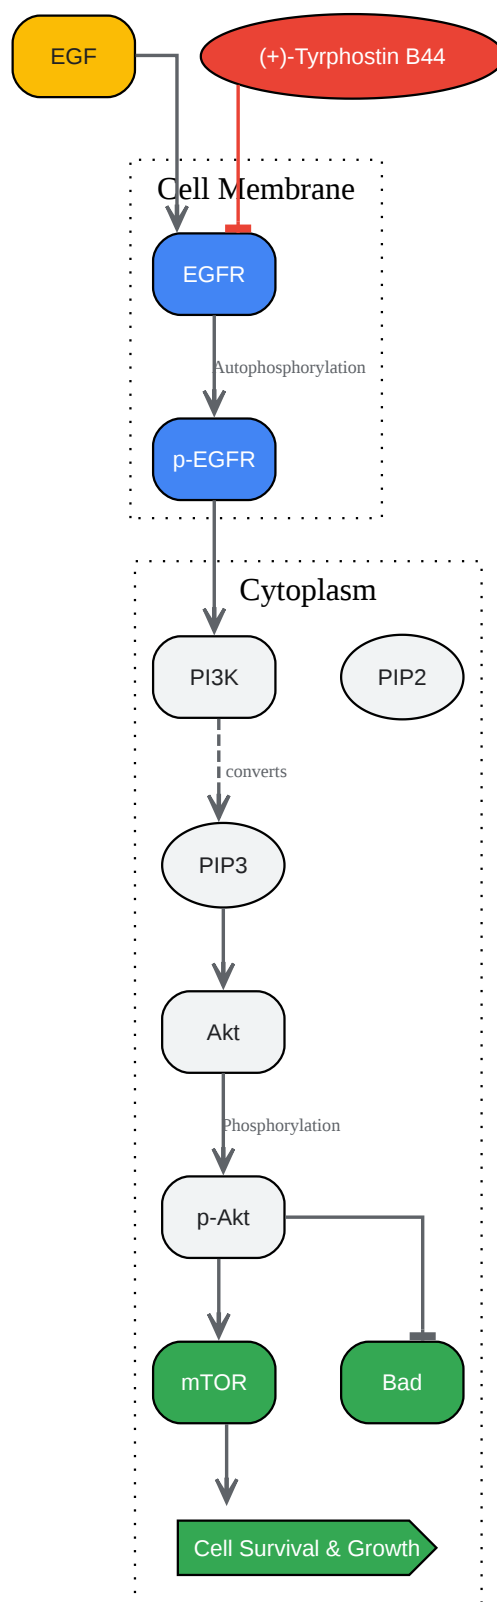 EGF
(+)-Tyrphostin B44
Cell Membrane
EGFR
Autophosphorylation
p-EGFR
Cytoplasm
PI3K
PIP2
converts
PIP3
Akt
Phosphorylation
p-Akt
mTOR
Bad
Cell Survival & Growth